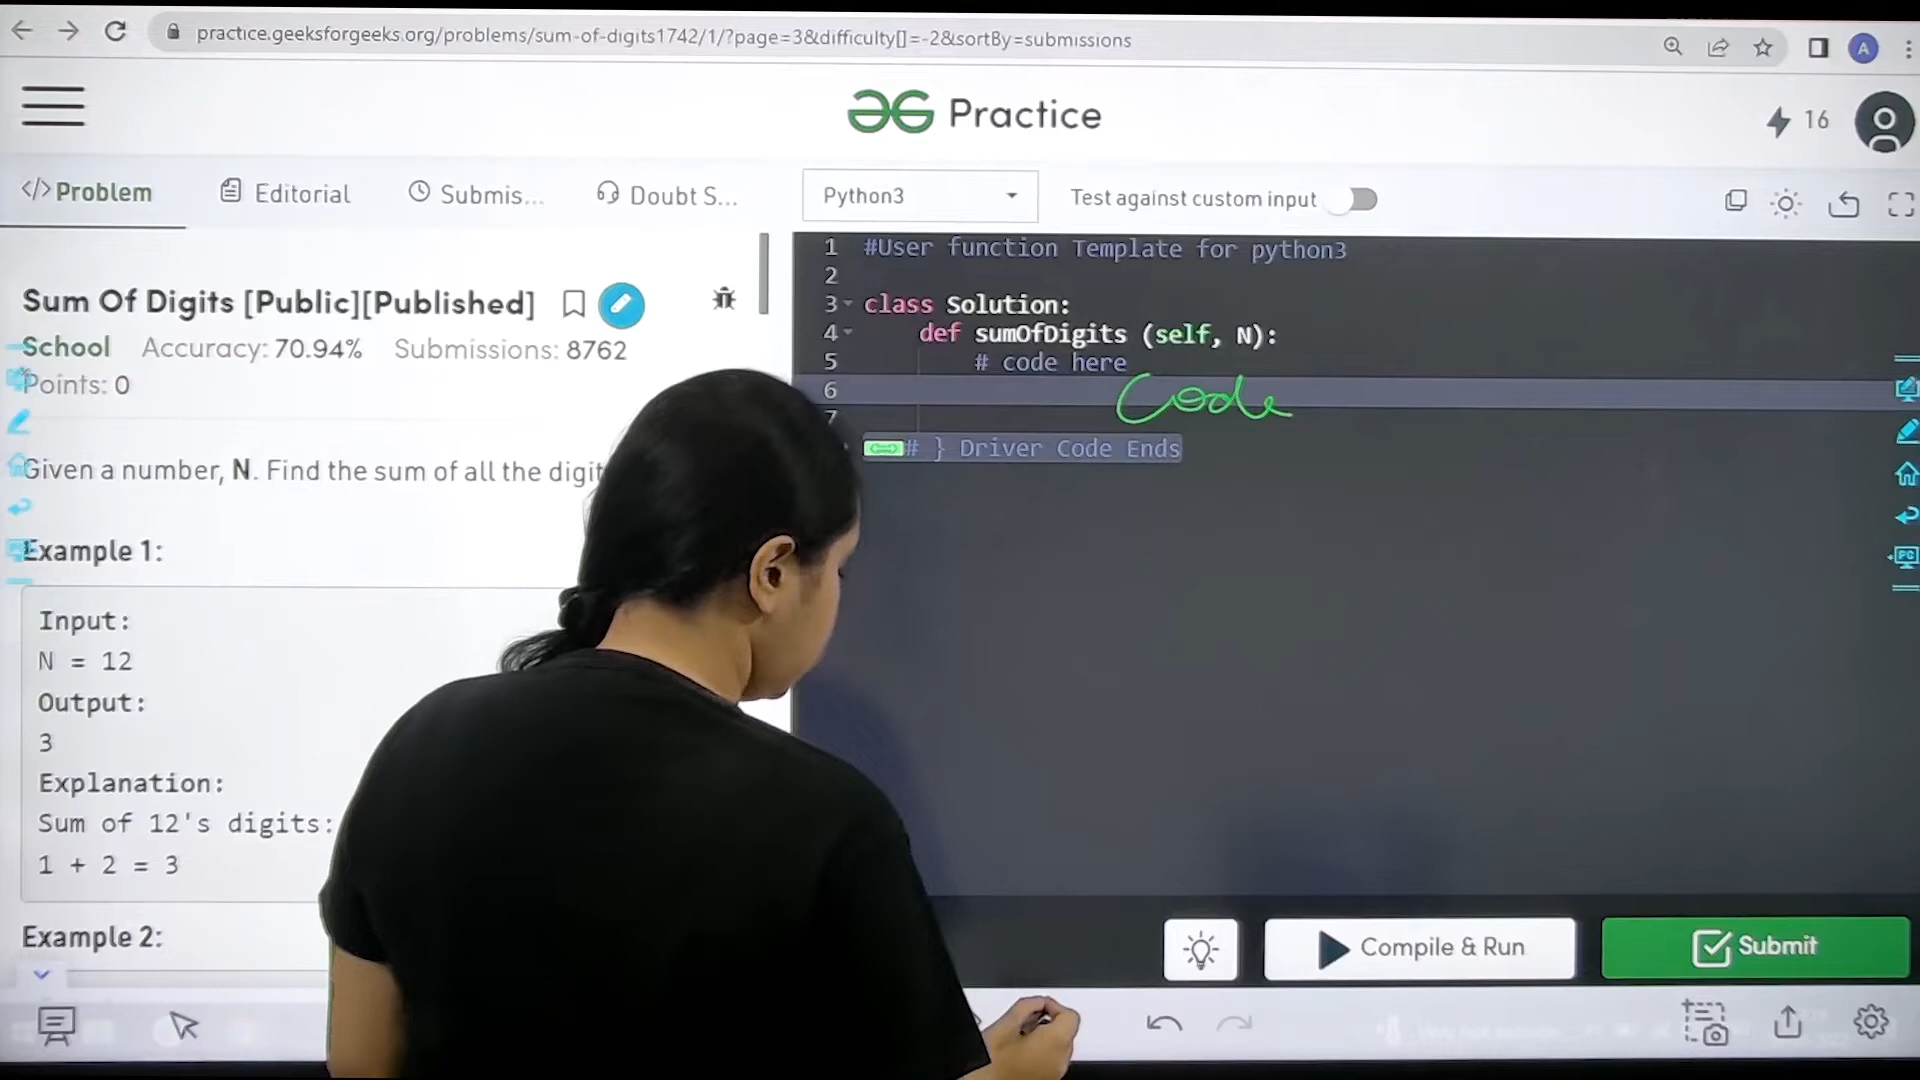 practice.geeksforgeeks.org/problems/sum-of-digits1742/1/?page=3&difficulty[]=-2&sortBy=submissions
A
Practice
16
</> Problem
Editorial
Submis...
Doubt S...
Python3
Test against custom input
Sum Of Digits [Public][Published]
School Accuracy: 70.94% Submissions: 8762
Points: 0
Given a number, N. Find the sum of all the digit
Example 1:
Input:
N = 12
Output:
3
Explanation:
Sum of 12's digits:
1 + 2 = 3
Example 2:
1 #User function Template for python3
2
3 class Solution:
4 def sumOfDigits (self, N):
5 # code here
6
Code
7
# } Driver Code Ends
PC
Compile & Run
Submit